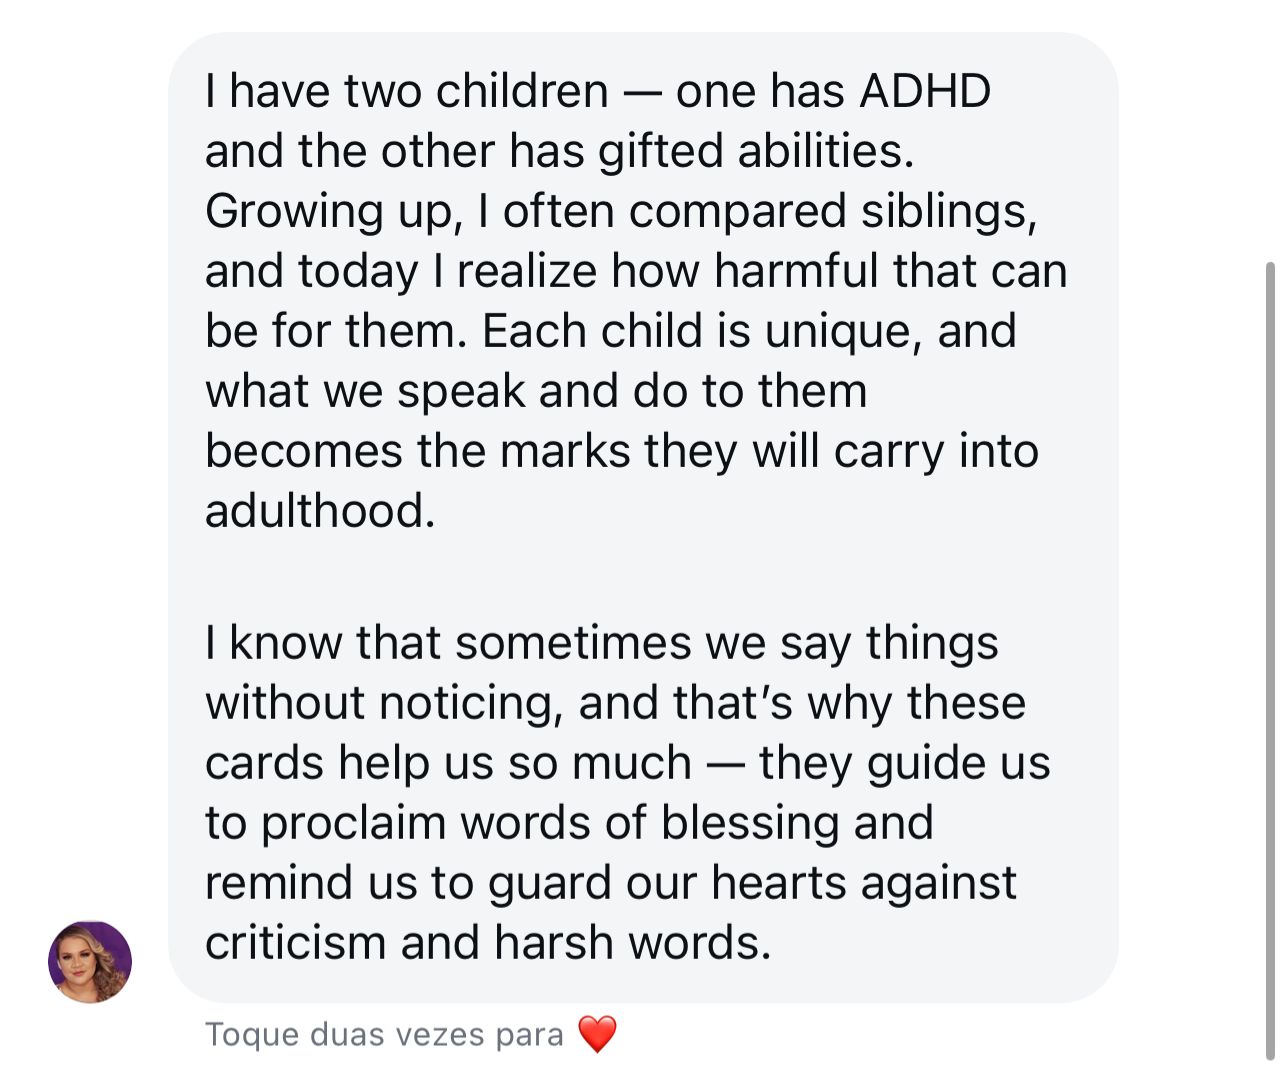 I have two children — one has ADHD
and the other has gifted abilities.
Growing up, I often compared siblings,
and today I realize how harmful that can
be for them. Each child is unique, and
what we speak and do to them
becomes the marks they will carry into
adulthood.
I know that sometimes we say things
without noticing, and that’s why these
cards help us so much — they guide us
to proclaim words of blessing and
remind us to guard our hearts against
criticism and harsh words.
Toque duas vezes para ❤️